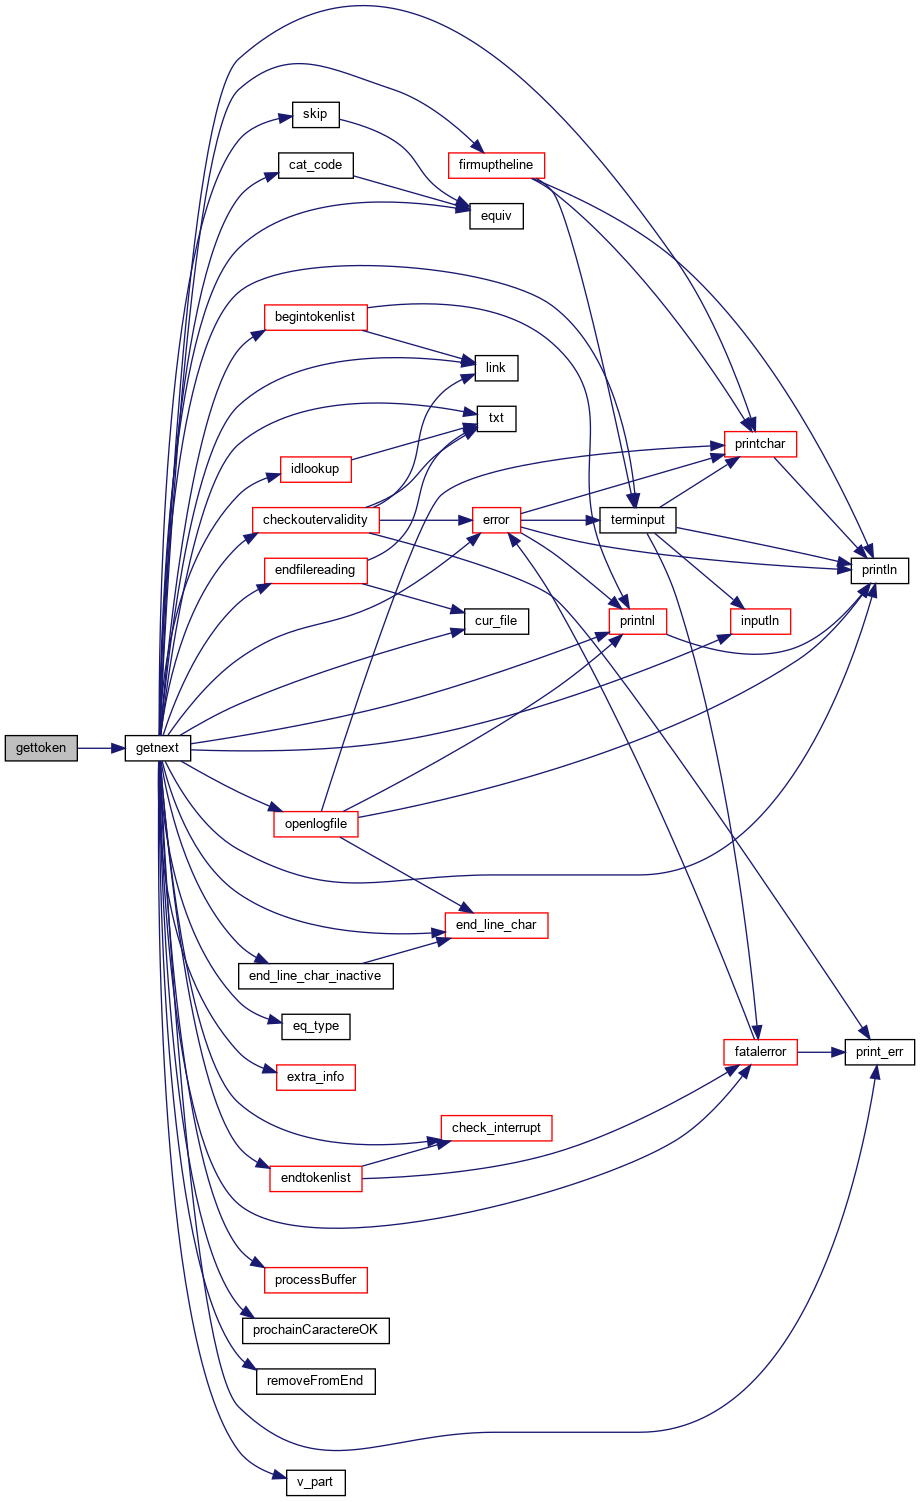 skip
cat_code
firmuptheline
equiv
begintokenlist
link
txt
printchar
idlookup
checkoutervalidity
error
terminput
endfilereading
println
cur_file
printnl
inputln
gettoken
getnext
openlogfile
end_line_char
end_line_char_inactive
eq_type
fatalerror
print_err
extra_info
check_interrupt
endtokenlist
processBuffer
prochainCaractereOK
removeFromEnd
v_part